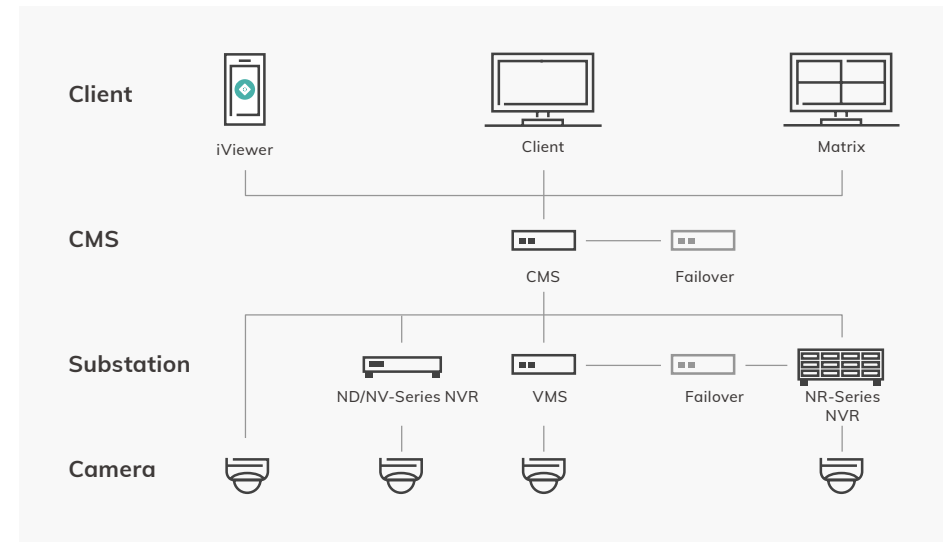 Client
iViewer
Client
Matrix
CMS
CMS
Failover
Substation
ND/NV-Series NVR
VMS
Failover
NR-Series
NVR
Camera